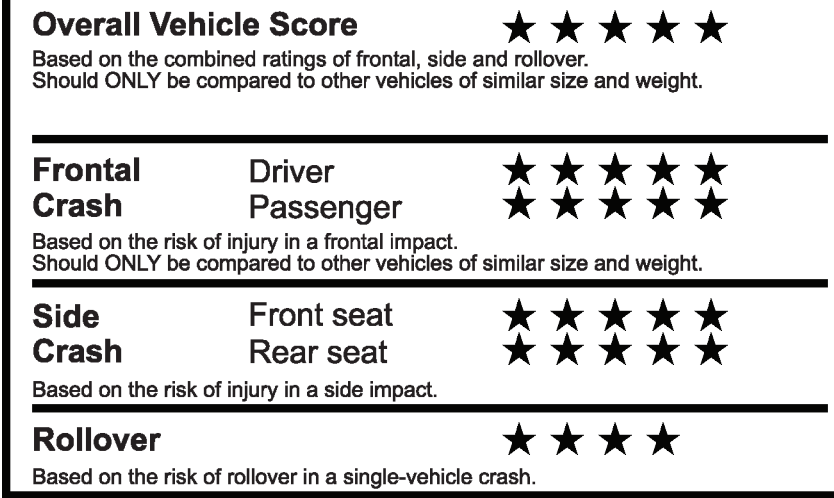 Overall Vehicle Score ★ ★ ★ ★ ★
Based on the combined ratings of frontal, side and rollover.
Should ONLY be compared to other vehicles of similar size and weight.
Frontal Driver ★ ★ ★ ★ ★
Crash Passenger ★ ★ ★ ★ ★
Based on the risk of injury in a frontal impact.
Should ONLY be compared to other vehicles of similar size and weight.
Side Front seat ★ ★ ★ ★ ★
Crash Rear seat ★ ★ ★ ★ ★
Based on the risk of injury in a side impact.
Rollover ★ ★ ★ ★
Based on the risk of rollover in a single-vehicle crash.